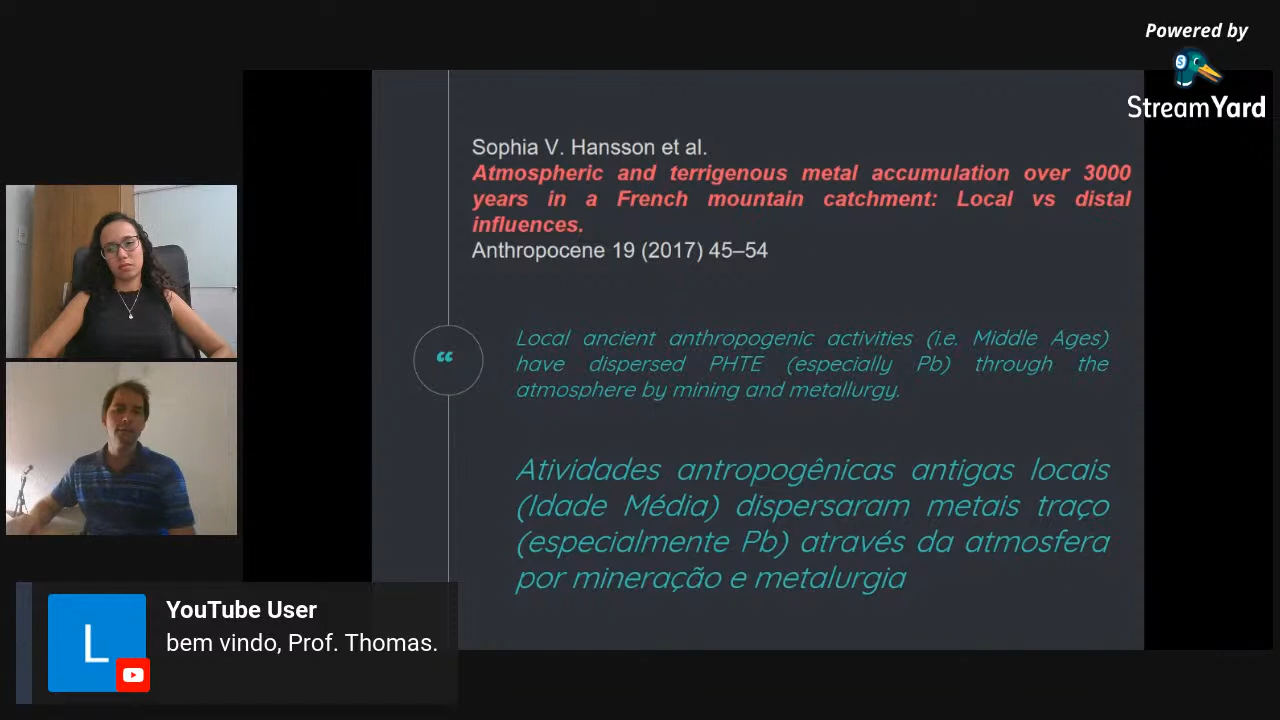 Powered by
StreamYard
Sophia V. Hansson et al.
Atmospheric and terrigenous metal accumulation over 3000
years in a French mountain catchment: Local vs distal
influences.
Anthropocene 19 (2017) 45–54
“
Local ancient anthropogenic activities (i.e. Middle Ages)
have dispersed PHTE (especially Pb) through the
atmosphere by mining and metallurgy.
Atividades antropogênicas antigas locais
(Idade Média) dispersaram metais traço
(especialmente Pb) através da atmosfera
por mineração e metalurgia
L
YouTube User
bem vindo, Prof. Thomas.